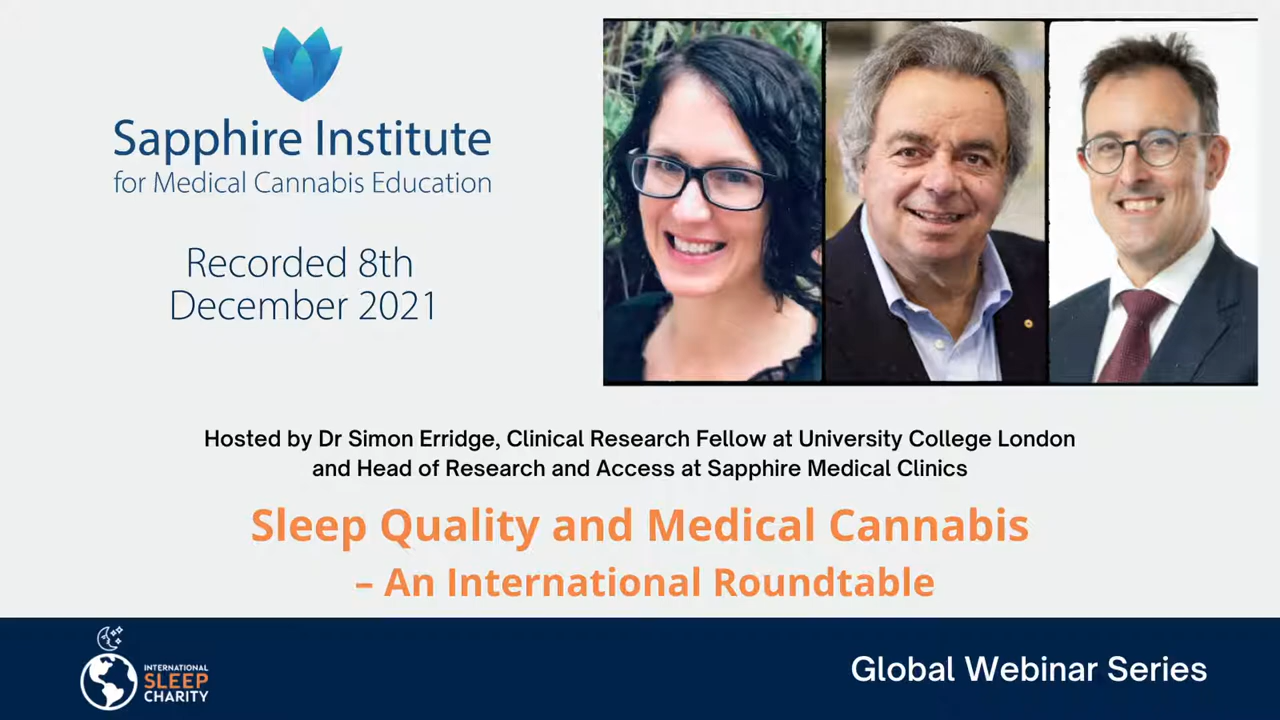 Sapphire Institute
for Medical Cannabis Education
Recorded 8th
December 2021
Hosted by Dr Simon Erridge, Clinical Research Fellow at University College London
and Head of Research and Access at Sapphire Medical Clinics
Sleep Quality and Medical Cannabis
– An International Roundtable
INTERNATIONAL
SLEEP
CHARITY
Global Webinar Series